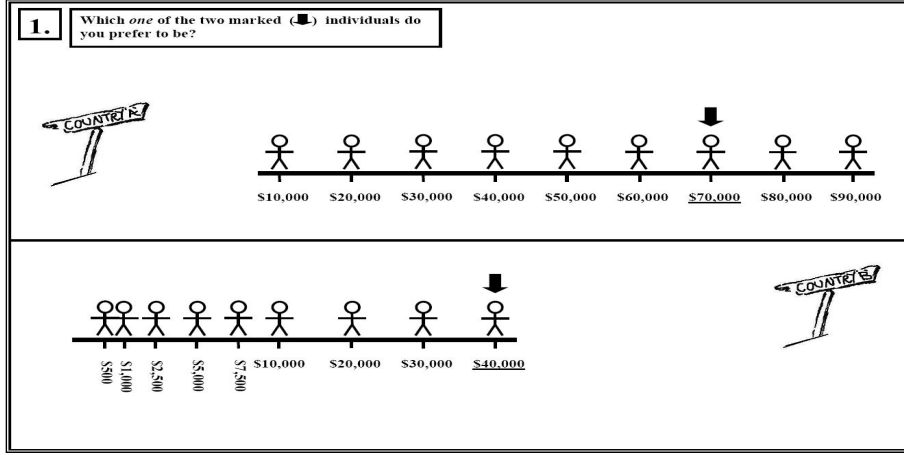 1.
Which one of the two marked ( ) individuals do
you prefer to be?
COUNTRY A
$10,000 $20,000 $30,000 $40,000 $50,000 $60,000 $70,000 $80,000 $90,000
COUNTRY B
$500 $1,000 $2,500 $5,000 $7,500 $10,000 $20,000 $30,000 $40,000